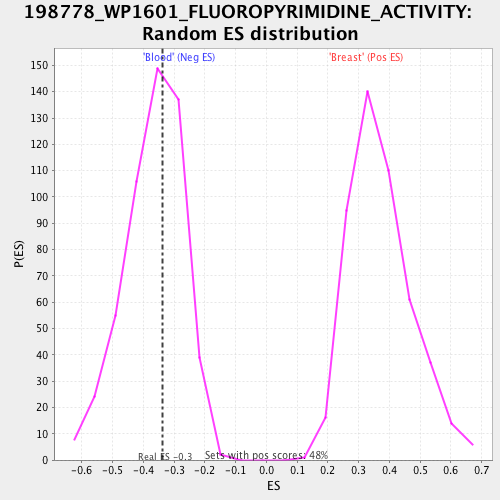 198778_WP1601_FLUOROPYRIMIDINE_ACTIVITY:
Random ES distribution
'Blood' (Neg ES) 'Breast' (Pos ES)
150
140
130
120
110
100
90
80
70
60
50
40
30
20
10
0
P(ES)
Real ES -0.3 Sets with pos scores: 48%
-0.6 -0.5 -0.4 -0.3 -0.2 -0.1 0.0 0.1 0.2 0.3 0.4 0.5 0.6 0.7
ES